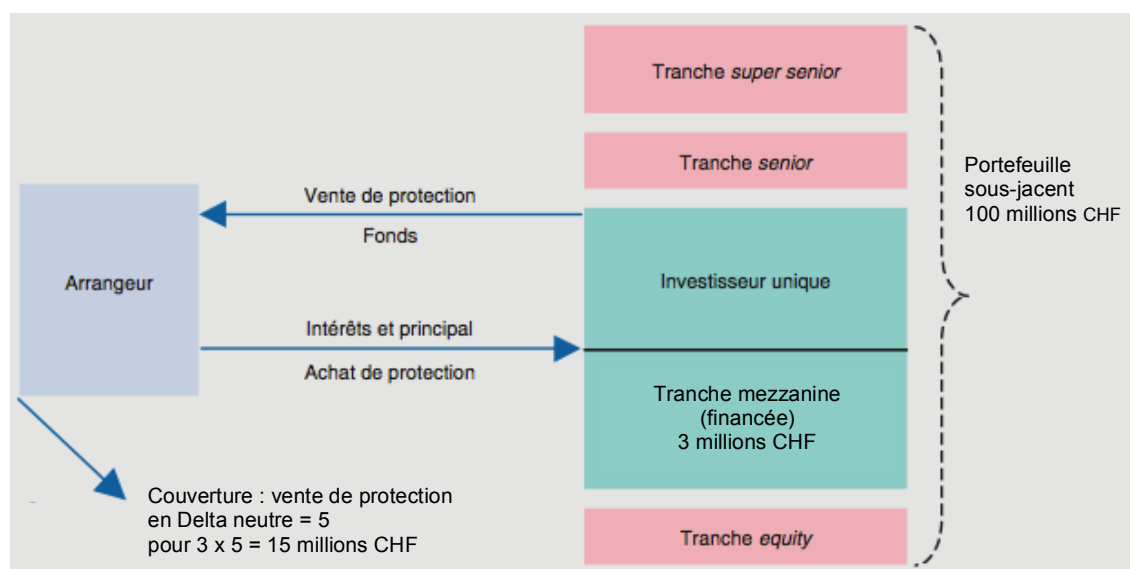 Tranche super senior
Tranche senior
Portefeuille
sous-jacent
100 millions CHF
Vente de protection
Fonds
Arrangeur
Investisseur unique
Intérêts et principal
Achat de protection
Tranche mezzanine
(financée)
3 millions CHF
Couverture : vente de protection
en Delta neutre = 5
pour 3 x 5 = 15 millions CHF
Tranche equity